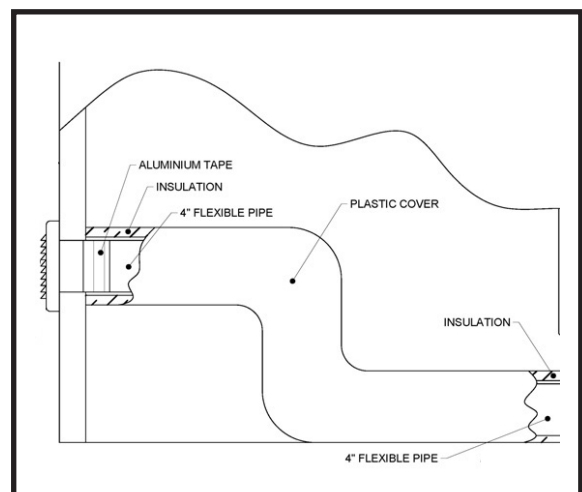 ALUMINIUM TAPE
INSULATION
4" FLEXIBLE PIPE
PLASTIC COVER
INSULATION
4" FLEXIBLE PIPE